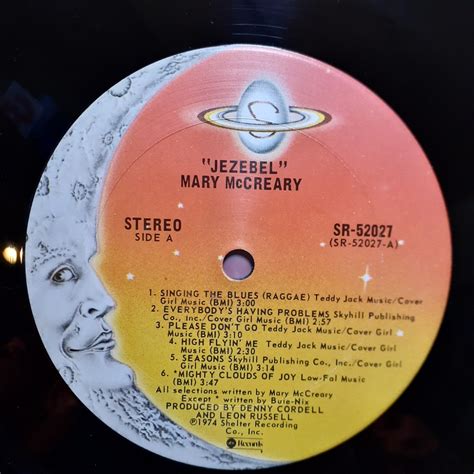 S
"JEZEBEL"
MARY McCREARY
STEREO
SIDE A
SR-52027
(SR-52027-A)
1. SINGING THE BLUES (RAGGAE) Teddy Jack Music/Cover
Girl Music (BMI) 3:00
2. EVERYBODY'S HAVING PROBLEMS Skyhill Publishing
Co., Inc./Cover Girl Music (BMI) 2:57
3. PLEASE DON'T GO Teddy Jack Music/Cover Girl
Music (BMI) 3:10
4. HIGH FLYIN' ME Teddy Jack Music/Cover Girl
Music (BMI) 2:30
5. SEASONS Skyhill Publishing Co., Inc./Cover Girl
Music (BMI) 3:14
6. *MIGHTY CLOUDS OF JOY Low-Fal Music
(BMI) 3:47
All selections written by Mary McCreary
Except * written by Buie-Nix
PRODUCED BY DENNY CORDELL
AND LEON RUSSELL
©1974 Shelter Recording
Co., Inc.
abc Records